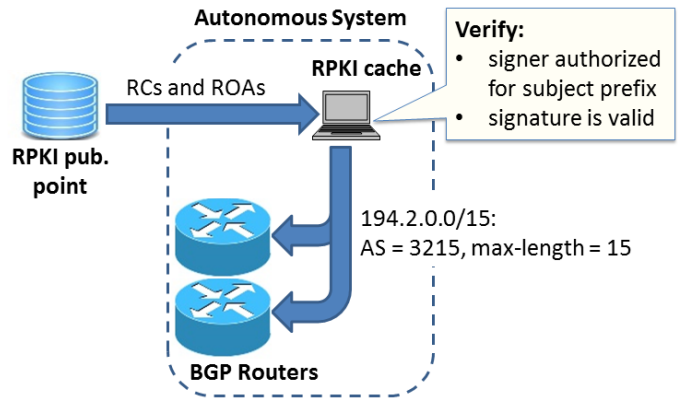 Autonomous System
Verify:
• signer authorized
for subject prefix
• signature is valid
RPKI cache
RCs and ROAs
RPKI pub.
point
194.2.0.0/15:
AS = 3215, max-length = 15
BGP Routers